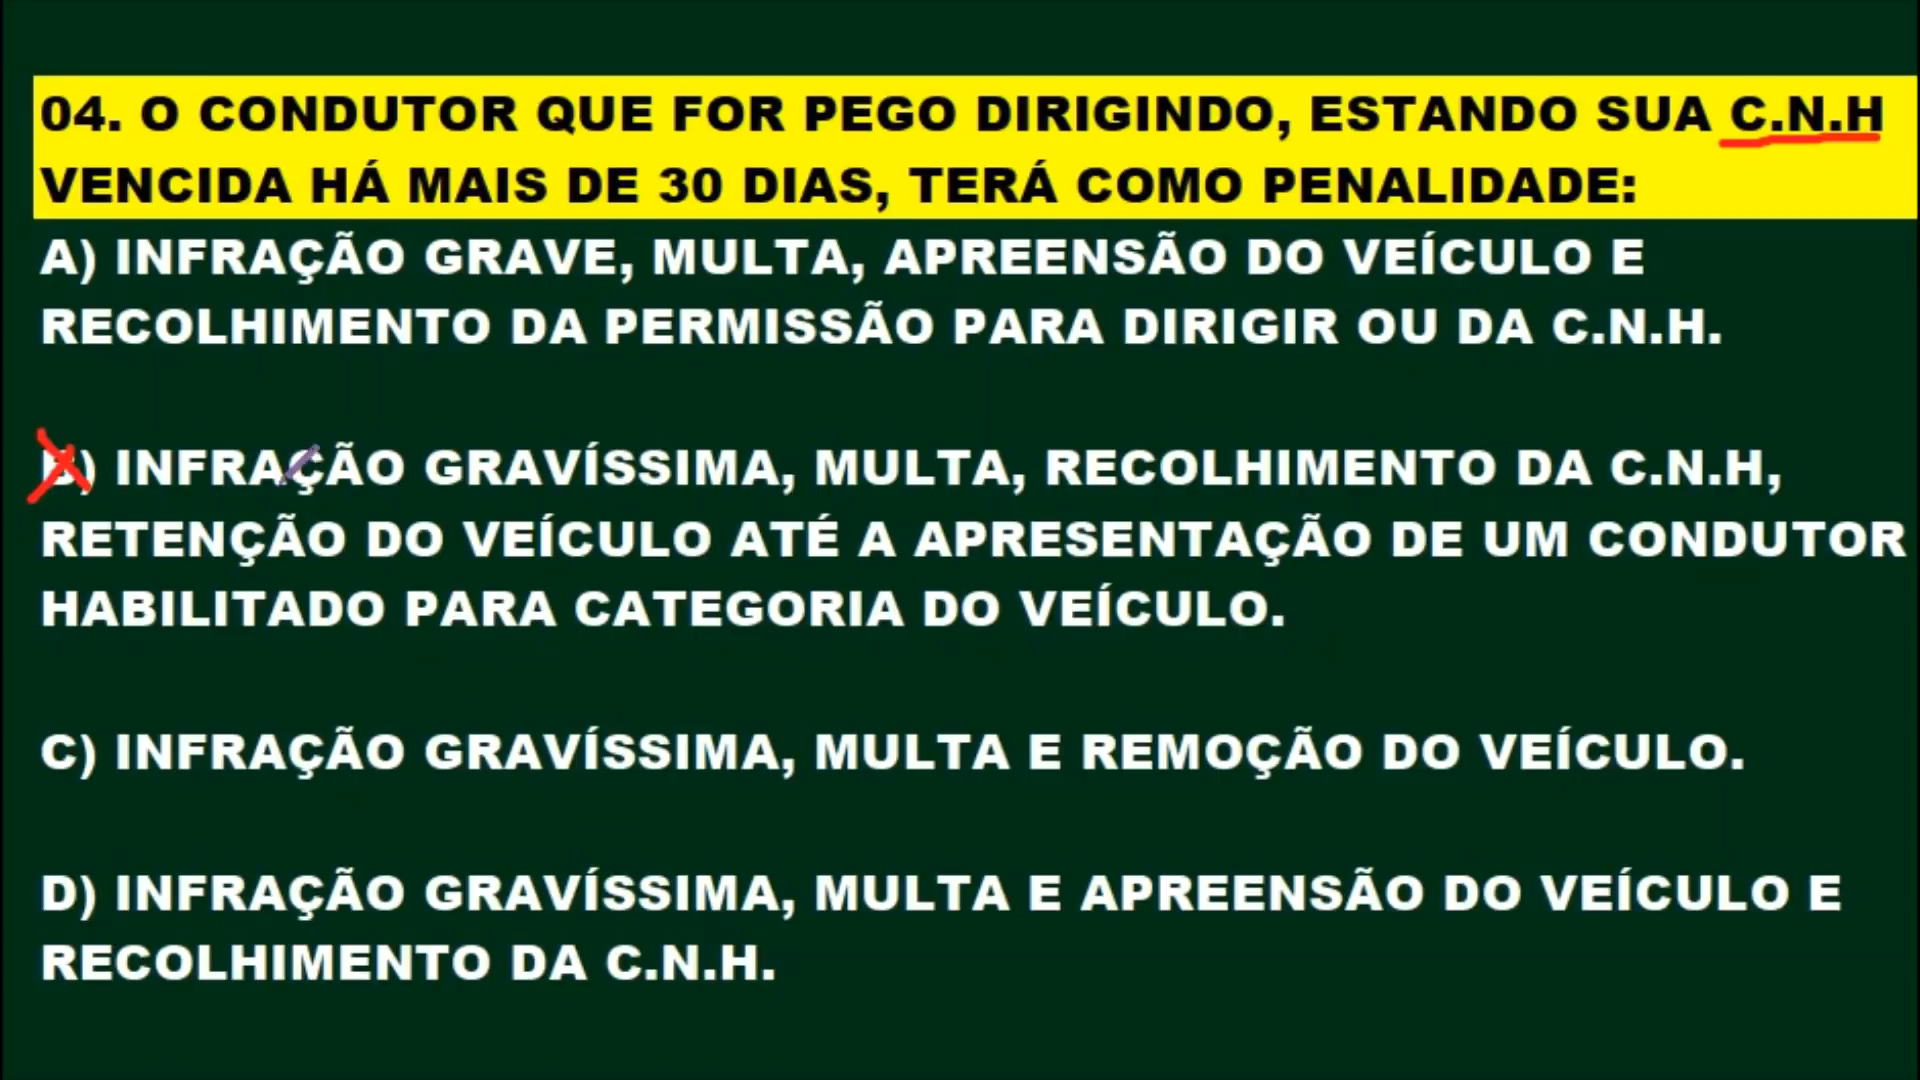 04. O CONDUTOR QUE FOR PEGO DIRIGINDO, ESTANDO SUA C.N.H
VENCIDA HÁ MAIS DE 30 DIAS, TERÁ COMO PENALIDADE:
A) INFRAÇÃO GRAVE, MULTA, APREENSÃO DO VEÍCULO E
RECOLHIMENTO DA PERMISSÃO PARA DIRIGIR OU DA C.N.H.
B) INFRAÇÃO GRAVÍSSIMA, MULTA, RECOLHIMENTO DA C.N.H,
RETENÇÃO DO VEÍCULO ATÉ A APRESENTAÇÃO DE UM CONDUTOR
HABILITADO PARA CATEGORIA DO VEÍCULO.
C) INFRAÇÃO GRAVÍSSIMA, MULTA E REMOÇÃO DO VEÍCULO.
D) INFRAÇÃO GRAVÍSSIMA, MULTA E APREENSÃO DO VEÍCULO E
RECOLHIMENTO DA C.N.H.